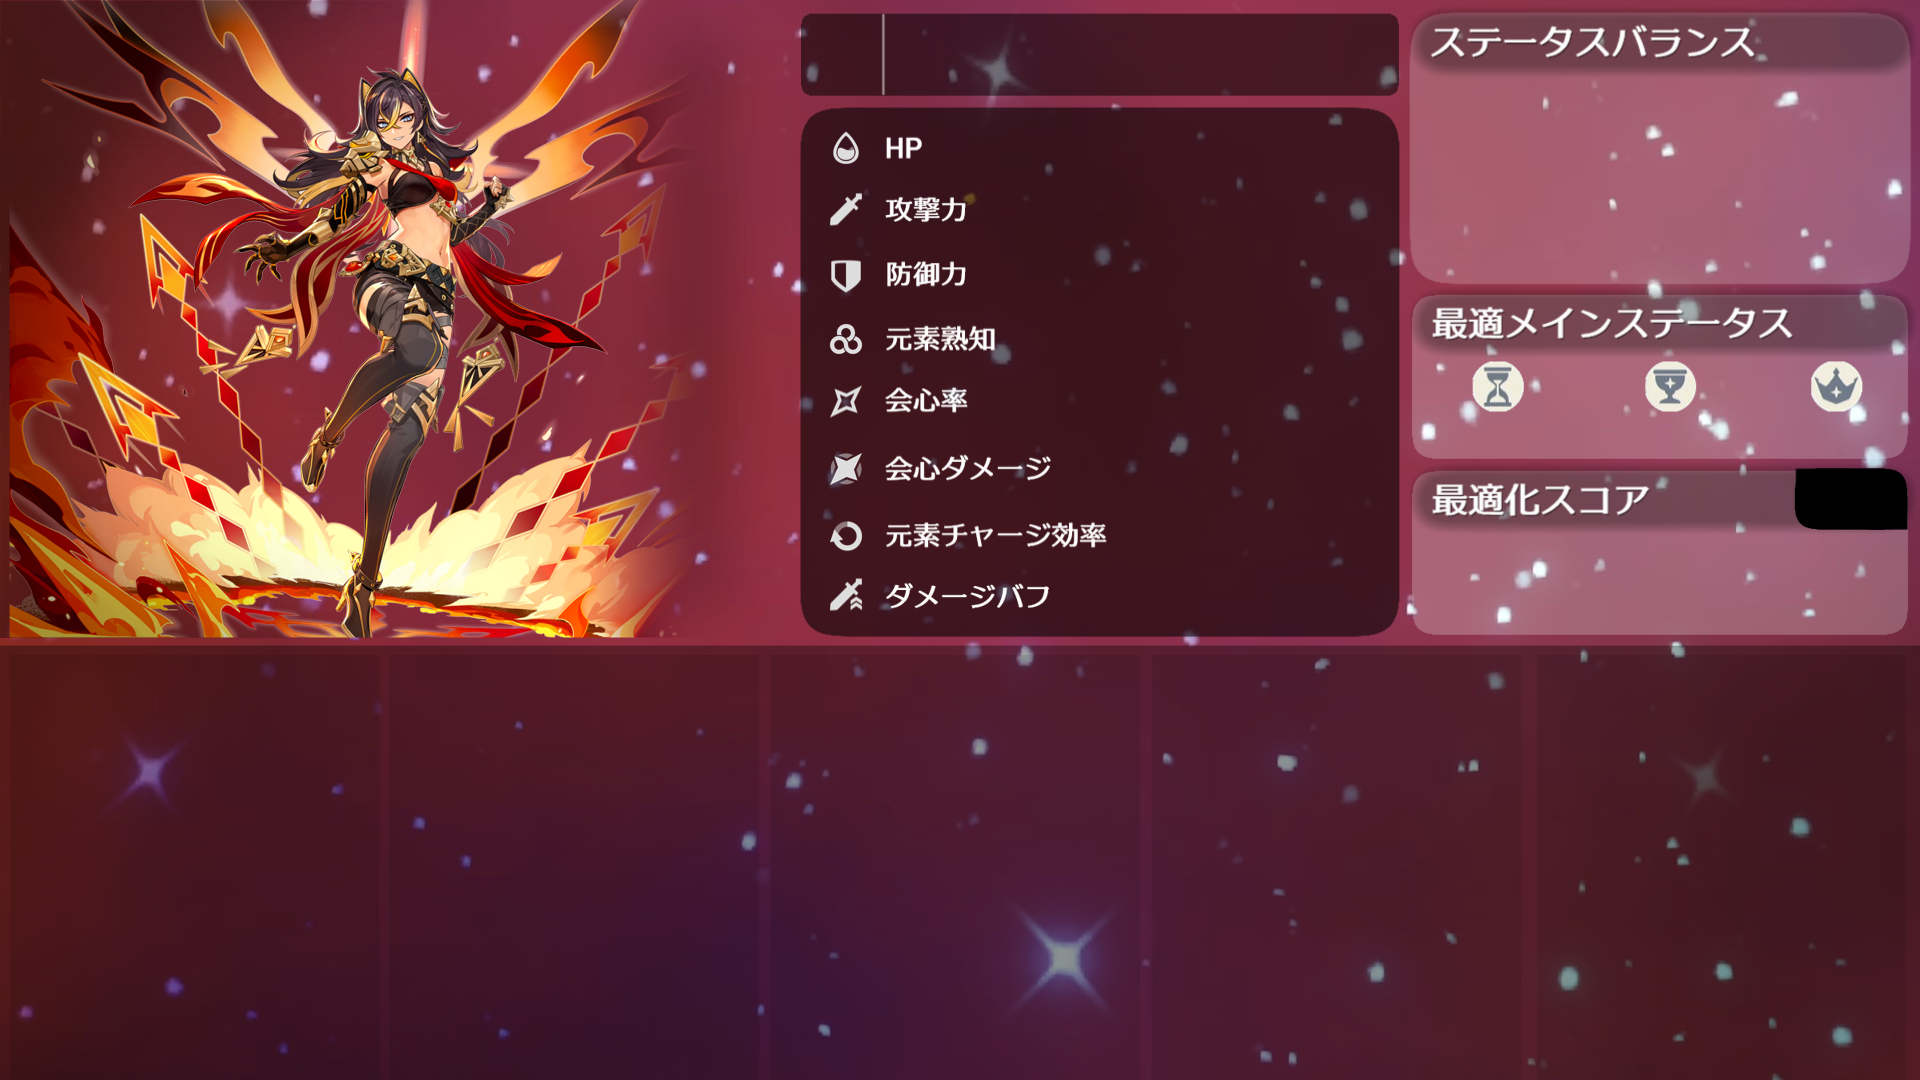 HP
攻撃力
防御力
元素熟知
会心率
会心ダメージ
元素チャージ効率
ダメージバフ
ステータスバランス
最適メインステータス
最適化スコア